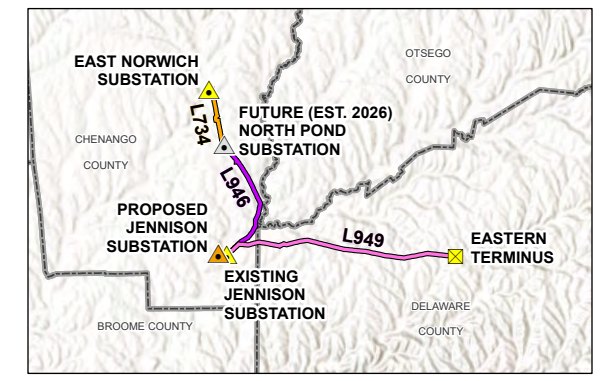 OTSEGO
COUNTY
EAST NORWICH
SUBSTATION
L734
FUTURE (EST. 2026)
NORTH POND
SUBSTATION
CHENANGO
COUNTY
L946
PROPOSED
JENNISON
SUBSTATION
L949
EASTERN
TERMINUS
EXISTING
JENNISON
SUBSTATION
DELAWARE
COUNTY
BROOME COUNTY